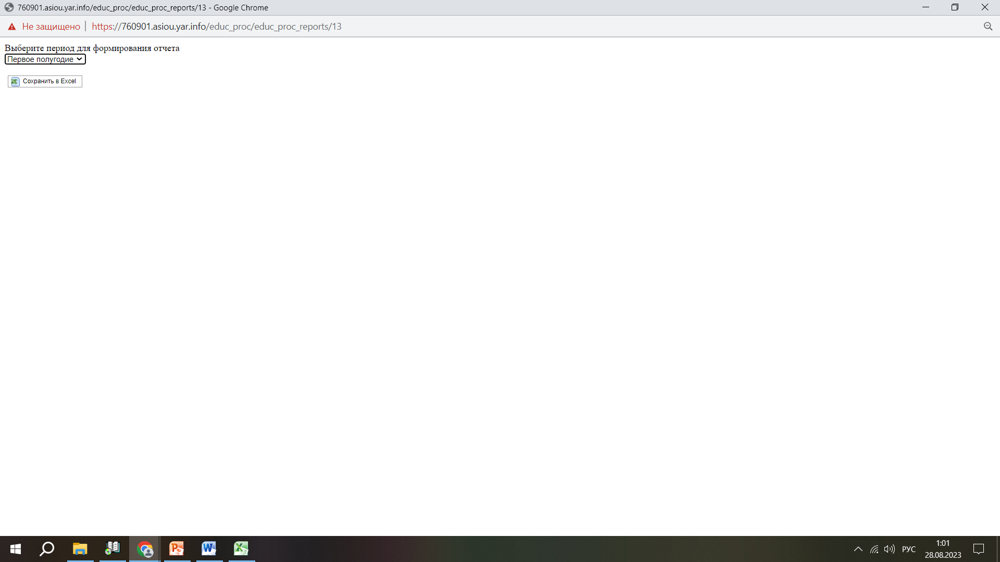 760901.asiou.yar.info/educ_proc/educ_proc_reports/13 - Google Chrome
Не защищено https://760901.asiou.yar.info/educ_proc/educ_proc_reports/13
Выберите период для формирования отчета
Первое полугодие
Сохранить в Excel
РУС
1:01
28.08.2023